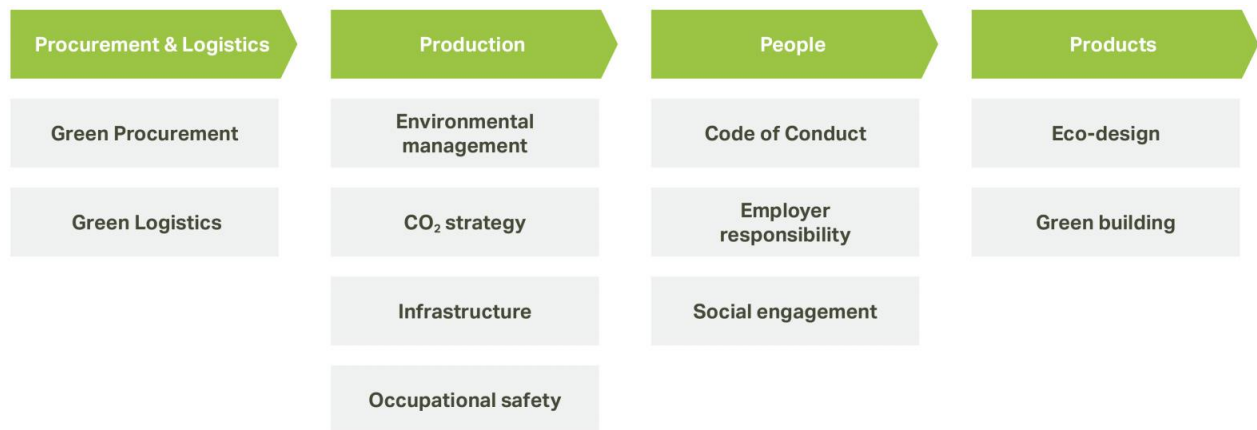 Procurement & Logistics
Production
People
Products
Green Procurement
Environmental
management
Code of Conduct
Eco-design
Green Logistics
CO₂ strategy
Employer
responsibility
Green building
Infrastructure
Social engagement
Occupational safety